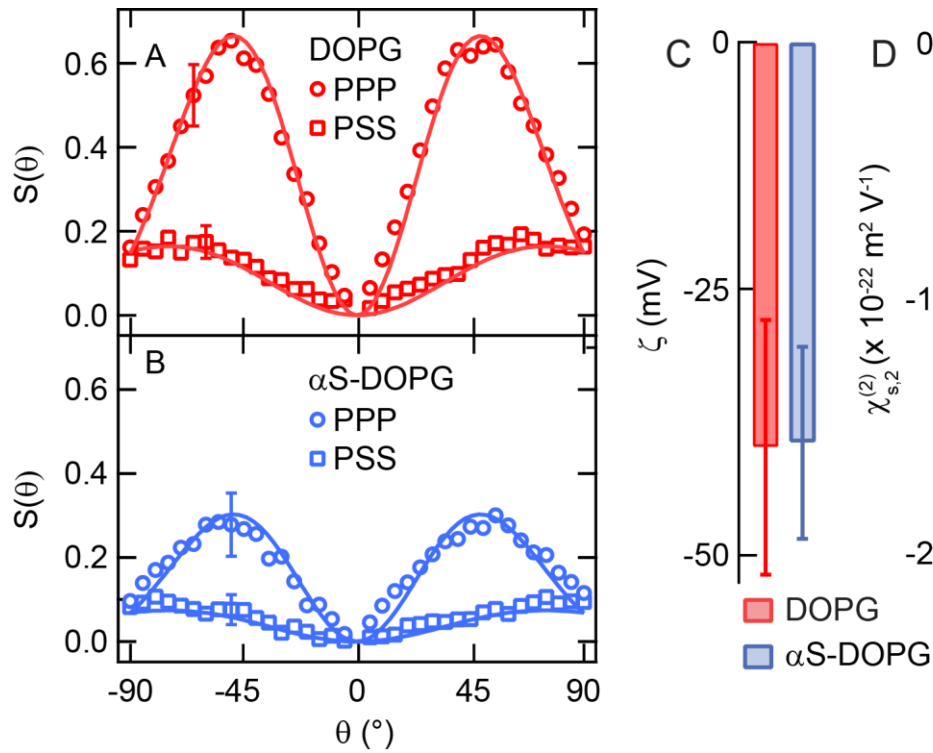 A
DOPG
PPP
PSS
S(θ)
0.6
0.4
0.2
0.0
B
αS-DOPG
PPP
PSS
S(θ)
0.6
0.4
0.2
0.0
-90
-45
0
45
90
θ (°)
C
0
-25
-50
ζ (mV)
D
0
-1
-2
χ(2)s,2 (x 10-22 m2 V-1)
DOPG
αS-DOPG